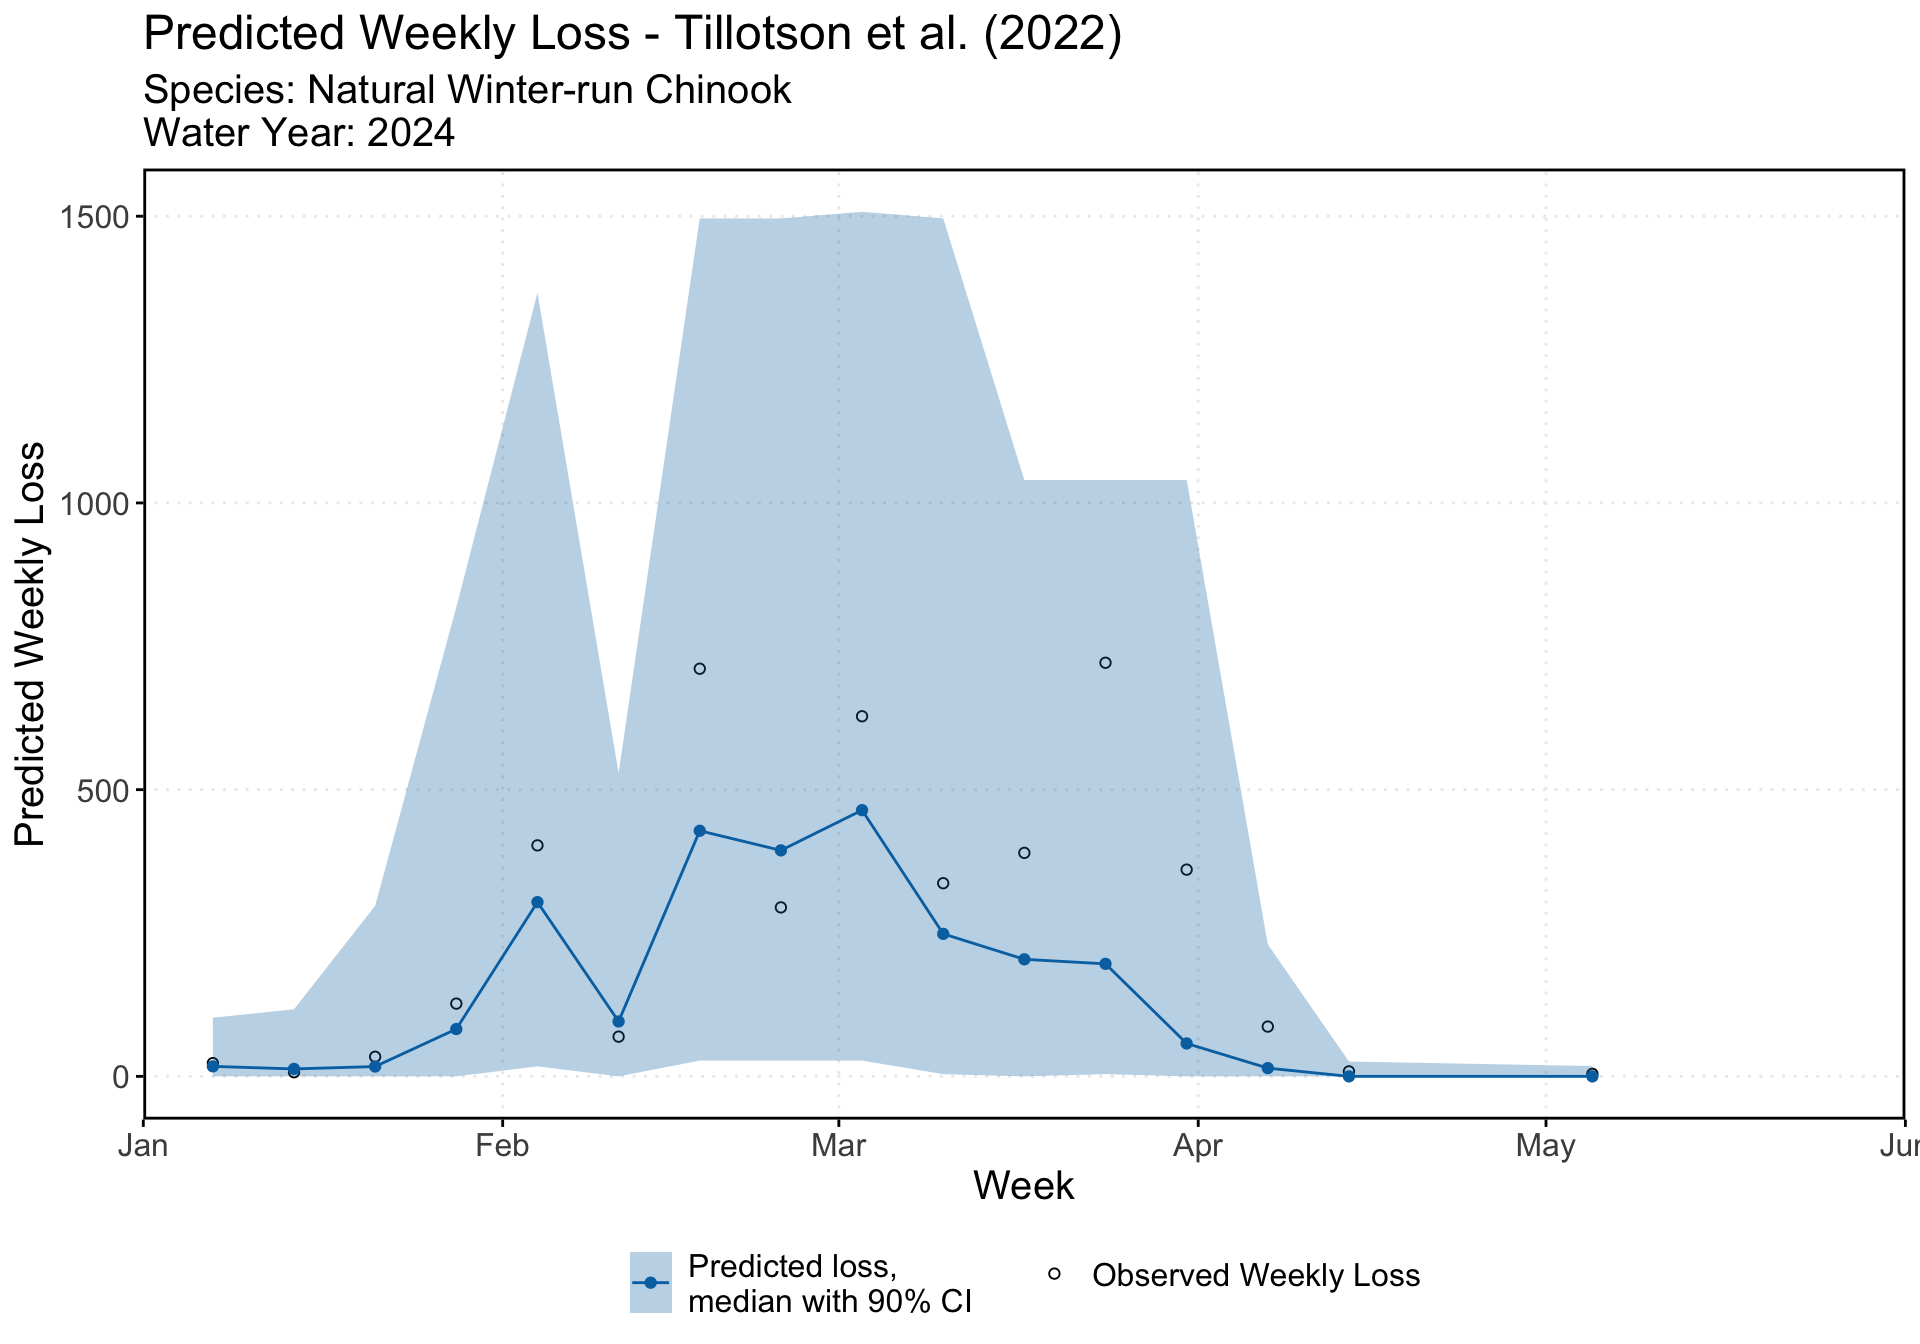 Predicted Weekly Loss - Tillotson et al. (2022)
Species: Natural Winter-run Chinook
Water Year: 2024
Predicted Weekly Loss
1500
1000
500
0
Jan
Feb
Mar
Apr
May
Jun
Week
Predicted loss,
median with 90% CI
Observed Weekly Loss